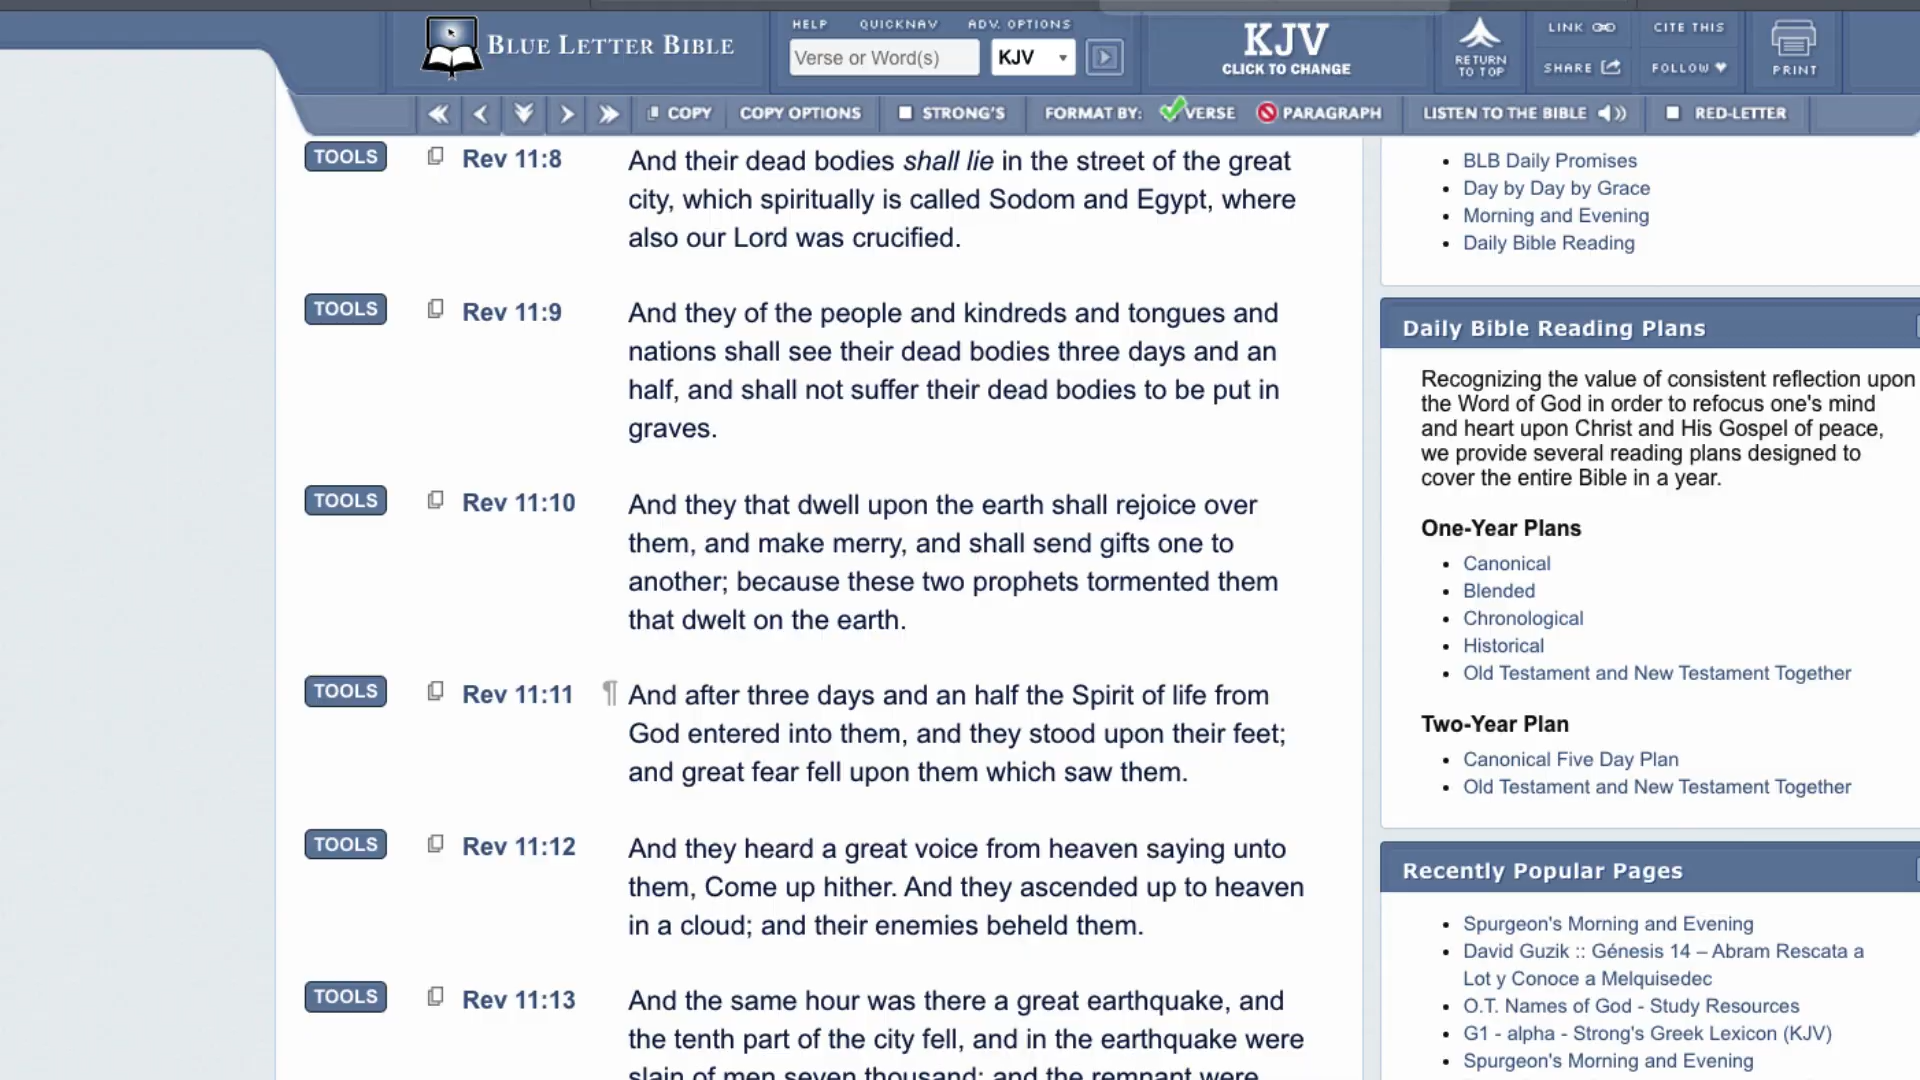 HELP QUICKNAV ADV. OPTIONS
BLUE LETTER BIBLE
Verse or Word(s)
KJV
KJV
CLICK TO CHANGE
RETURN
TO TOP
LINK
SHARE
CITE THIS
FOLLOW
PRINT
COPY COPY OPTIONS STRONG'S FORMAT BY: VERSE PARAGRAPH LISTEN TO THE BIBLE RED-LETTER
TOOLS Rev 11:8 And their dead bodies shall lie in the street of the great
city, which spiritually is called Sodom and Egypt, where
also our Lord was crucified.
TOOLS Rev 11:9 And they of the people and kindreds and tongues and
nations shall see their dead bodies three days and an
half, and shall not suffer their dead bodies to be put in
graves.
TOOLS Rev 11:10 And they that dwell upon the earth shall rejoice over
them, and make merry, and shall send gifts one to
another; because these two prophets tormented them
that dwelt on the earth.
TOOLS Rev 11:11 ¶ And after three days and an half the Spirit of life from
God entered into them, and they stood upon their feet;
and great fear fell upon them which saw them.
TOOLS Rev 11:12 And they heard a great voice from heaven saying unto
them, Come up hither. And they ascended up to heaven
in a cloud; and their enemies beheld them.
TOOLS Rev 11:13 And the same hour was there a great earthquake, and
the tenth part of the city fell, and in the earthquake were
slain of men seven thousand: and the remnant were
• BLB Daily Promises
• Day by Day by Grace
• Morning and Evening
• Daily Bible Reading
Daily Bible Reading Plans
Recognizing the value of consistent reflection upon
the Word of God in order to refocus one's mind
and heart upon Christ and His Gospel of peace,
we provide several reading plans designed to
cover the entire Bible in a year.
One-Year Plans
• Canonical
• Blended
• Chronological
• Historical
• Old Testament and New Testament Together
Two-Year Plan
• Canonical Five Day Plan
• Old Testament and New Testament Together
Recently Popular Pages
• Spurgeon's Morning and Evening
• David Guzik :: Génesis 14 – Abram Rescata a
Lot y Conoce a Melquisedec
• O.T. Names of God - Study Resources
• G1 - alpha - Strong's Greek Lexicon (KJV)
• Spurgeon's Morning and Evening